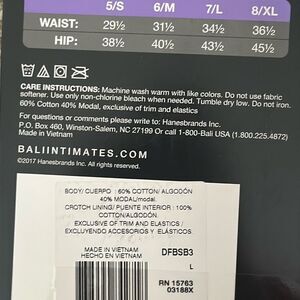 5/S 6/M 7/L 8/XL
WAIST: 29½ 31½ 34½ 36½
HIP: 38½ 40½ 43½ 45½
CARE INSTRUCTIONS: Machine wash warm with like colors. Do not use fabric
softener. Use only non-chlorine bleach when needed. Tumble dry low. Do not iron.
60% Cotton 40% Modal, exclusive of trim and elastics
For questions or comments please write to: Hanesbrands Inc.
P.O. Box 460, Winston-Salem, NC 27199 Or call 1-800-Bali USA (1.800.225.4872)
Made in Vietnam
BALIINTIMATES.COM
©2017 Hanesbrands Inc. All rights reserved.
BODY/ CUERPO : 60% COTTON/ ALGODÓN
40% MODAL/MODAL;
CROTCH LINING/ PUENTE INTERIOR : 100%
COTTON/ALGODÓN.
EXCLUSIVE OF TRIM AND ELASTICS /
EXCLUYENDO ACCESORIOS Y ELÁSTICOS.
MADE IN VIETNAM DFBSB3
HECHO EN VIETNAM
L
RN 15763
03188X